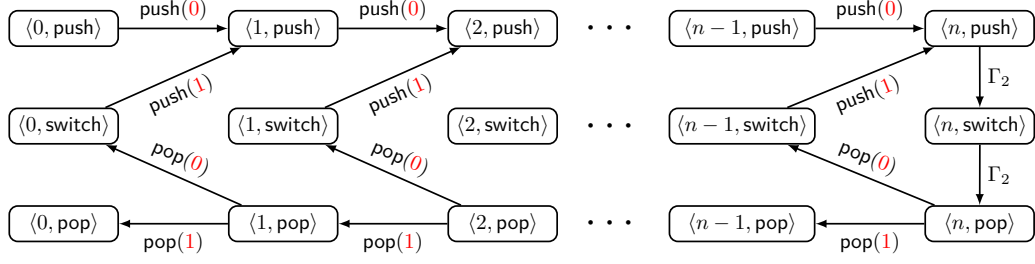 push(0) push(0) push(0)
⟨0, push⟩ ⟨1, push⟩ ⟨2, push⟩ · · · ⟨n − 1, push⟩ ⟨n, push⟩
push(1) push(1) push(1) Γ2
⟨0, switch⟩ ⟨1, switch⟩ ⟨2, switch⟩ · · · ⟨n − 1, switch⟩ ⟨n, switch⟩
pop(0) pop(0) pop(0) Γ2
⟨0, pop⟩ ⟨1, pop⟩ ⟨2, pop⟩ · · · ⟨n − 1, pop⟩ ⟨n, pop⟩
pop(1) pop(1) pop(1)